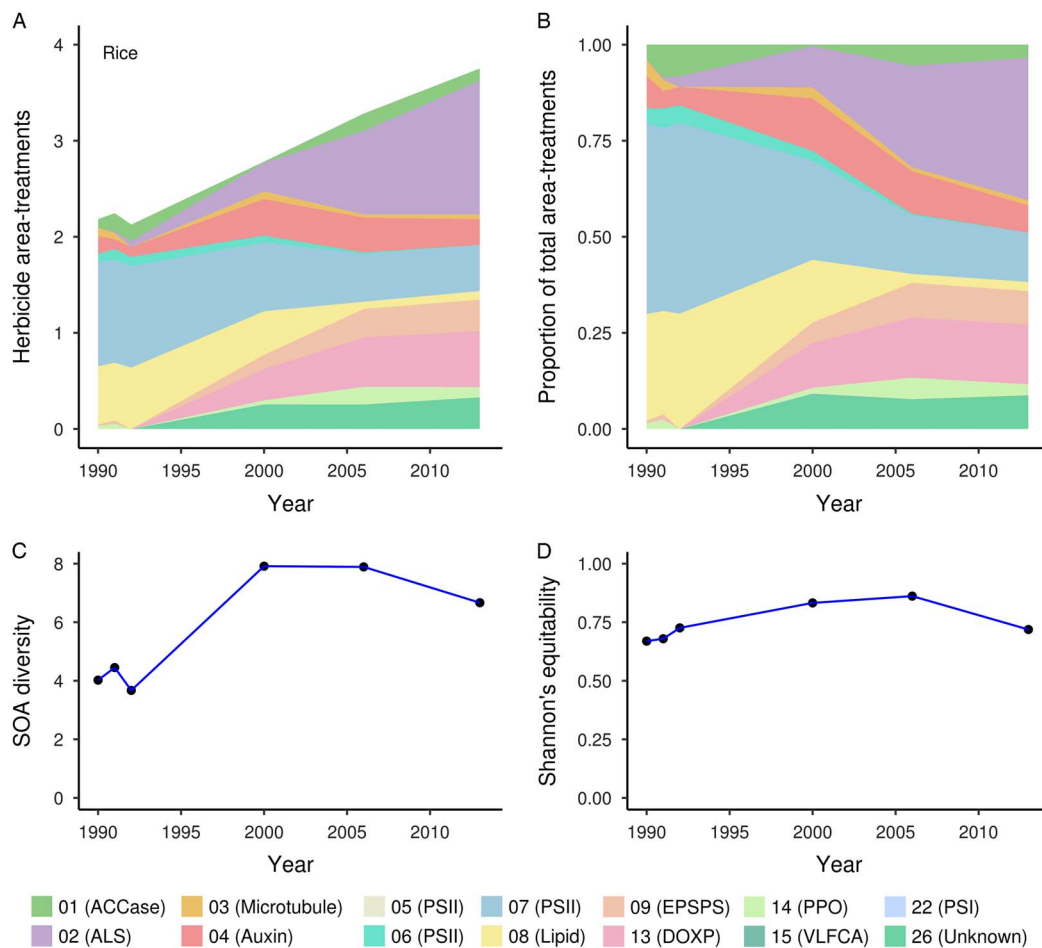 A
Rice
Herbicide area-treatments
4
3
2
1
0
1990 1995 2000 2005 2010
Year
B
Proportion of total area-treatments
1.00
0.75
0.50
0.25
0.00
1990 1995 2000 2005 2010
Year
C
SOA diversity
8
6
4
2
0
1990 1995 2000 2005 2010
Year
D
Shannon's equitability
1.00
0.75
0.50
0.25
0.00
1990 1995 2000 2005 2010
Year
01 (ACCase) 03 (Microtubule) 05 (PSII) 07 (PSII) 09 (EPSPS) 14 (PPO) 22 (PSI)
02 (ALS) 04 (Auxin) 06 (PSII) 08 (Lipid) 13 (DOXP) 15 (VLFCA) 26 (Unknown)